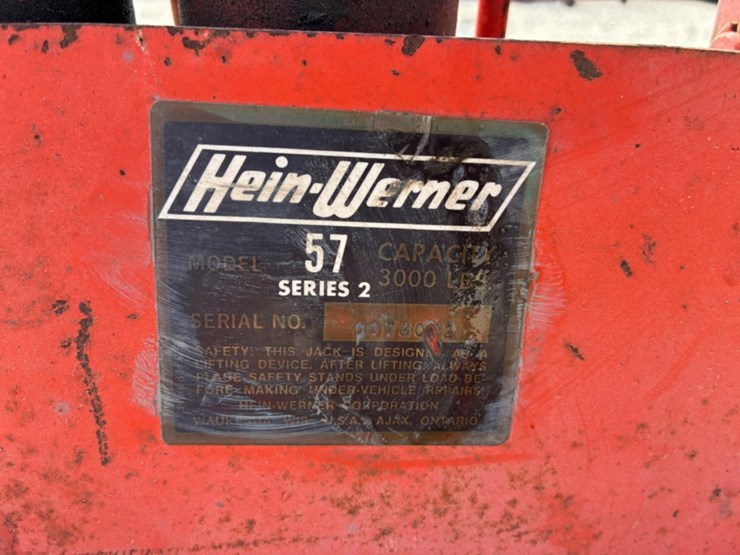 Hein-Werner
MODEL 57 CAPACITY
SERIES 2 3000 LBS.
SERIAL NO.
SAFETY: THIS JACK IS DESIGNED AS A
LIFTING DEVICE. AFTER LIFTING, ALWAYS
PLACE SAFETY STANDS UNDER LOAD BE-
FORE MAKING UNDER-VEHICLE REPAIRS.
HEIN-WERNER CORPORATION
WAUKESHA, WIS., U.S.A. AJAX, ONTARIO